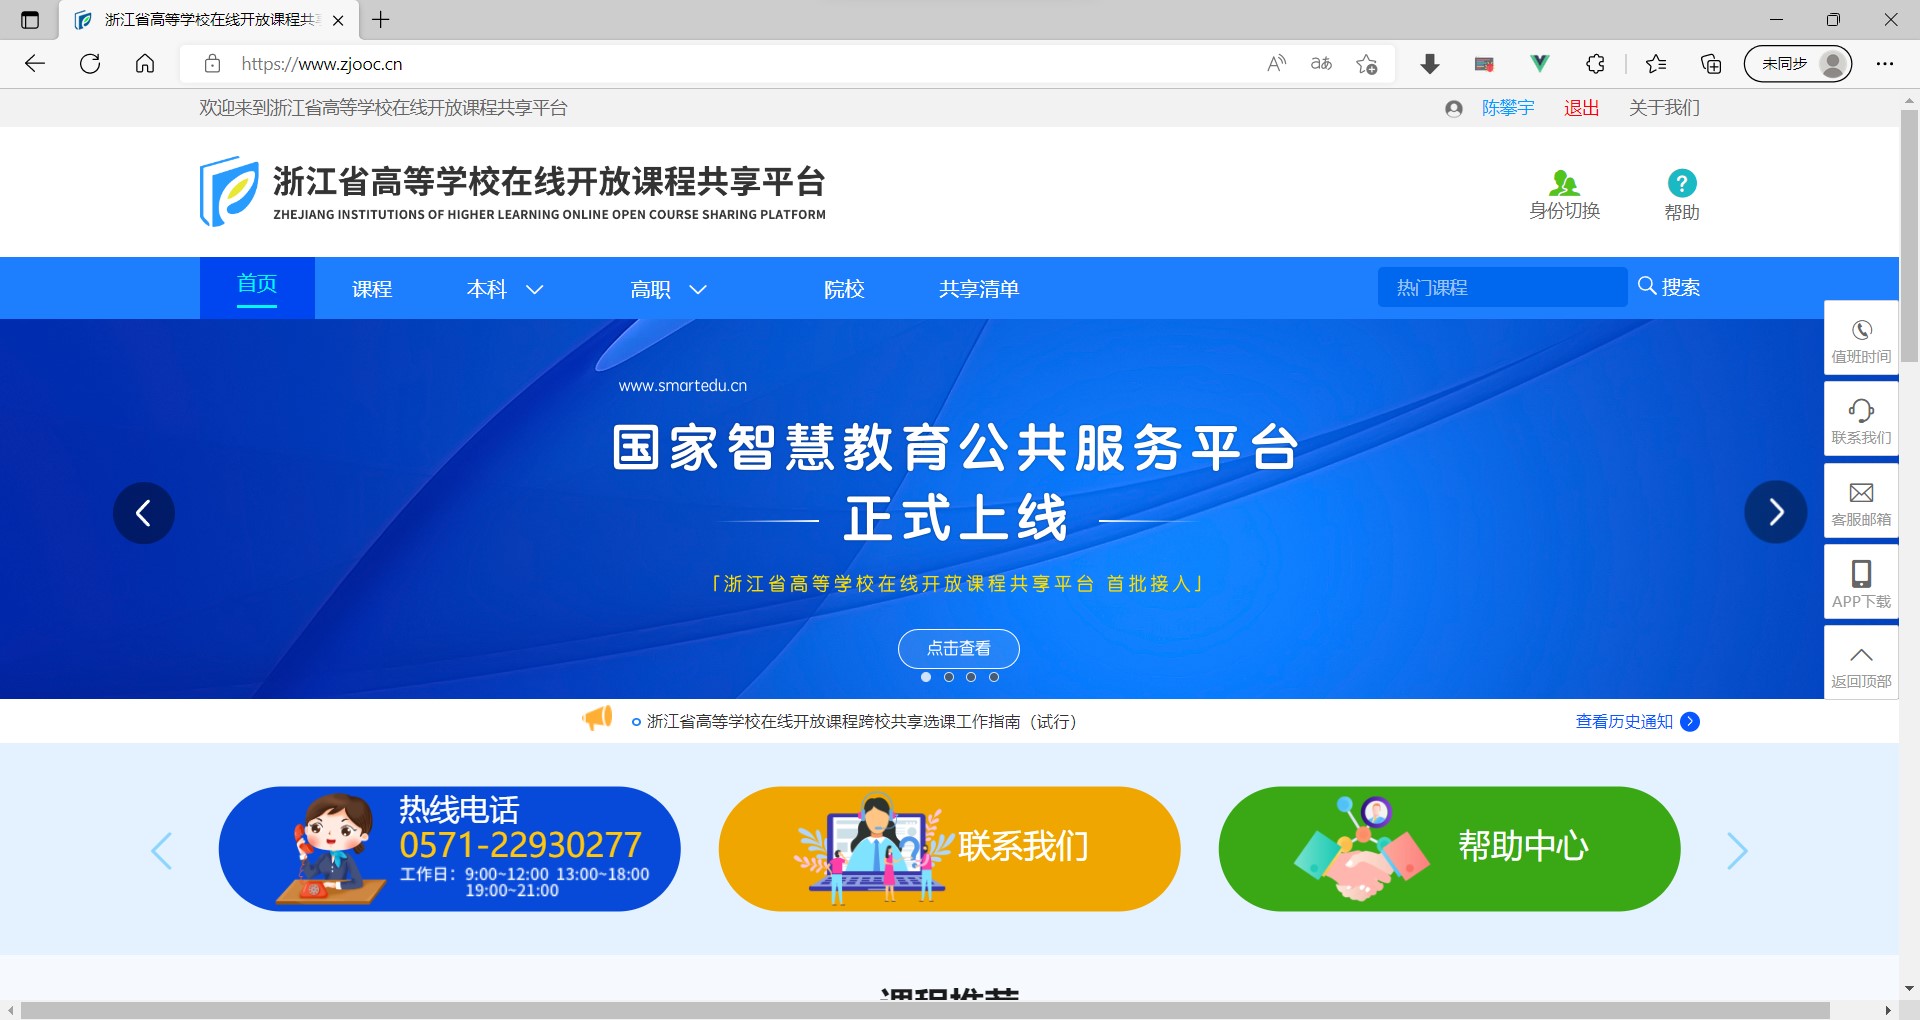 浙江省高等学校在线开放课程共
https://www.zjooc.cn
aあ
未同步
欢迎来到浙江省高等学校在线开放课程共享平台
陈攀宇 退出 关于我们
浙江省高等学校在线开放课程共享平台
ZHEJIANG INSTITUTIONS OF HIGHER LEARNING ONLINE OPEN COURSE SHARING PLATFORM
身份切换 帮助
首页 课程 本科 高职 院校 共享清单 热门课程 搜索
www.smartedu.cn
国家智慧教育公共服务平台
正式上线
「浙江省高等学校在线开放课程共享平台 首批接入」
点击查看
值班时间
联系我们
客服邮箱
APP下载
返回顶部
浙江省高等学校在线开放课程跨校共享选课工作指南（试行） 查看历史通知
热线电话
0571-22930277
工作日：9:00~12:00 13:00~18:00
19:00~21:00
联系我们
帮助中心
课程推荐